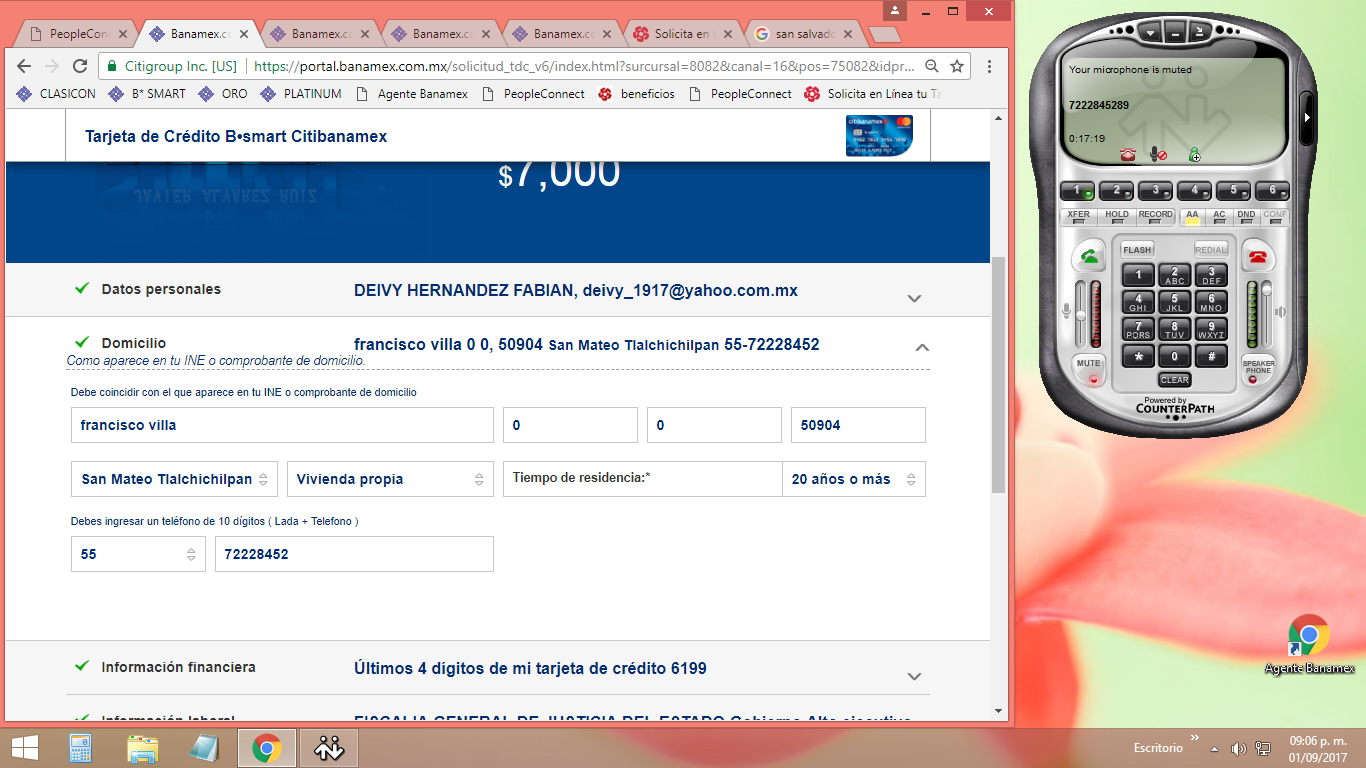 PeopleCon
Banamex.co
Banamex.co
Banamex.c
Banamex.co
Solicita en
san salvado
Citigroup Inc. [US]
https://portal.banamex.com.mx/solicitud_tdc_v6/index.html?sursursal=8082&canal=16&pos=75082&idpr...
CLASICON
B* SMART
ORO
PLATINUM
Agente Banamex
PeopleConnect
beneficios
PeopleConnect
Solicita en Línea tu Ta
Tarjeta de Crédito B•smart Citibanamex
citibanamex
$7,000
JAVIER ALVAREZ RUIZ
Datos personales
DEIVY HERNANDEZ FABIAN, deivy_1917@yahoo.com.mx
Domicilio
francisco villa 0 0, 50904 San Mateo Tlalchichilpan 55-72228452
Como aparece en tu INE o comprobante de domicilio.
Debe coincidir con el que aparece en tu INE o comprobante de domicilio
francisco villa
0
0
50904
San Mateo Tlalchichilpan
Vivienda propia
Tiempo de residencia:*
20 años o más
Debes ingresar un teléfono de 10 dígitos ( Lada + Telefono )
55
72228452
Información financiera
Últimos 4 dígitos de mi tarjeta de crédito 6199
Información laboral
FISCALIA GENERAL DE JUSTICIA DEL ESTADO Gobierno Alto ejecutivo
Your microphone is muted
7222845289
0:17:19
1
2
3
4
5
6
XFER
HOLD
RECORD
AA
AC
DND
CONF
FLASH
REDIAL
1
2 ABC
3 DEF
4 GHI
5 JKL
6 MNO
7 PQRS
8 TUV
9 WXYZ
*
0
#
MUTE
CLEAR
SPEAKER PHONE
Powered by
COUNTERPATH
Agente Banamex
Escritorio
»
09:06 p. m.
01/09/2017